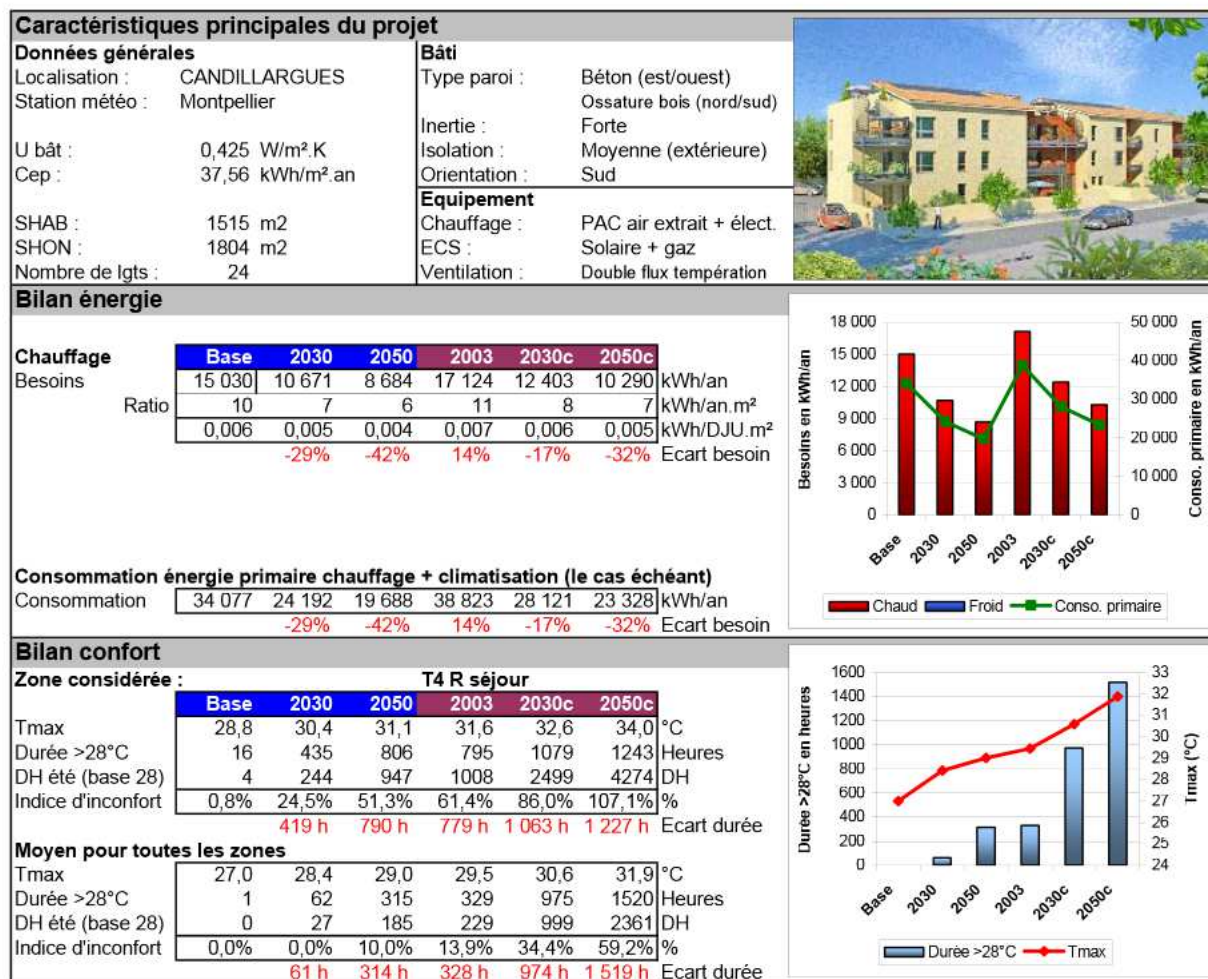 Caractéristiques principales du projet
Données générales
Localisation : CANDILLARGUES
Station météo : Montpellier
U bât : 0,425 W/m².K
Cep : 37,56 kWh/m².an
SHAB : 1515 m2
SHON : 1804 m2
Nombre de lgts : 24
Bâti
Type paroi : Béton (est/ouest)
Ossature bois (nord/sud)
Inertie : Forte
Isolation : Moyenne (extérieure)
Orientation : Sud
Equipement
Chauffage : PAC air extrait + élect.
ECS : Solaire + gaz
Ventilation : Double flux températion
Bilan énergie
Chauffage Base 2030 2050 2003 2030c 2050c
Besoins 15 030 10 671 8 684 17 124 12 403 10 290 kWh/an
Ratio 10 7 6 11 8 7 kWh/an.m²
0,006 0,005 0,004 0,007 0,006 0,005 kWh/DJU.m²
-29% -42% 14% -17% -32% Ecart besoin
Consommation énergie primaire chauffage + climatisation (le cas échéant)
Consommation 34 077 24 192 19 688 38 823 28 121 23 328 kWh/an
-29% -42% 14% -17% -32% Ecart besoin
18 000 50 000
15 000 40 000
12 000 30 000
9 000
6 000 20 000
3 000 10 000
0 0
Besoins en kWh/an
Conso. primaire en kWh/an
Base 2030 2050 2003 2030c 2050c
Chaud Froid Conso. primaire
Bilan confort
Zone considérée : T4 R séjour
Base 2030 2050 2003 2030c 2050c
Tmax 28,8 30,4 31,1 31,6 32,6 34,0 °C
Durée >28°C 16 435 806 795 1079 1243 Heures
DH été (base 28) 4 244 947 1008 2499 4274 DH
Indice d'inconfort 0,8% 24,5% 51,3% 61,4% 86,0% 107,1% %
419 h 790 h 779 h 1 063 h 1 227 h Ecart durée
Moyen pour toutes les zones
Tmax 27,0 28,4 29,0 29,5 30,6 31,9 °C
Durée >28°C 1 62 315 329 975 1520 Heures
DH été (base 28) 0 27 185 229 999 2361 DH
Indice d'inconfort 0,0% 0,0% 10,0% 13,9% 34,4% 59,2% %
61 h 314 h 328 h 974 h 1 519 h Ecart durée
1600 33
1400 32
1200 31
1000 30
800 29
600 28
400 27
200 26
0 25
24
Durée >28°C en heures
Tmax (°C)
Base 2030 2050 2003 2030c 2050c
Durée >28°C Tmax